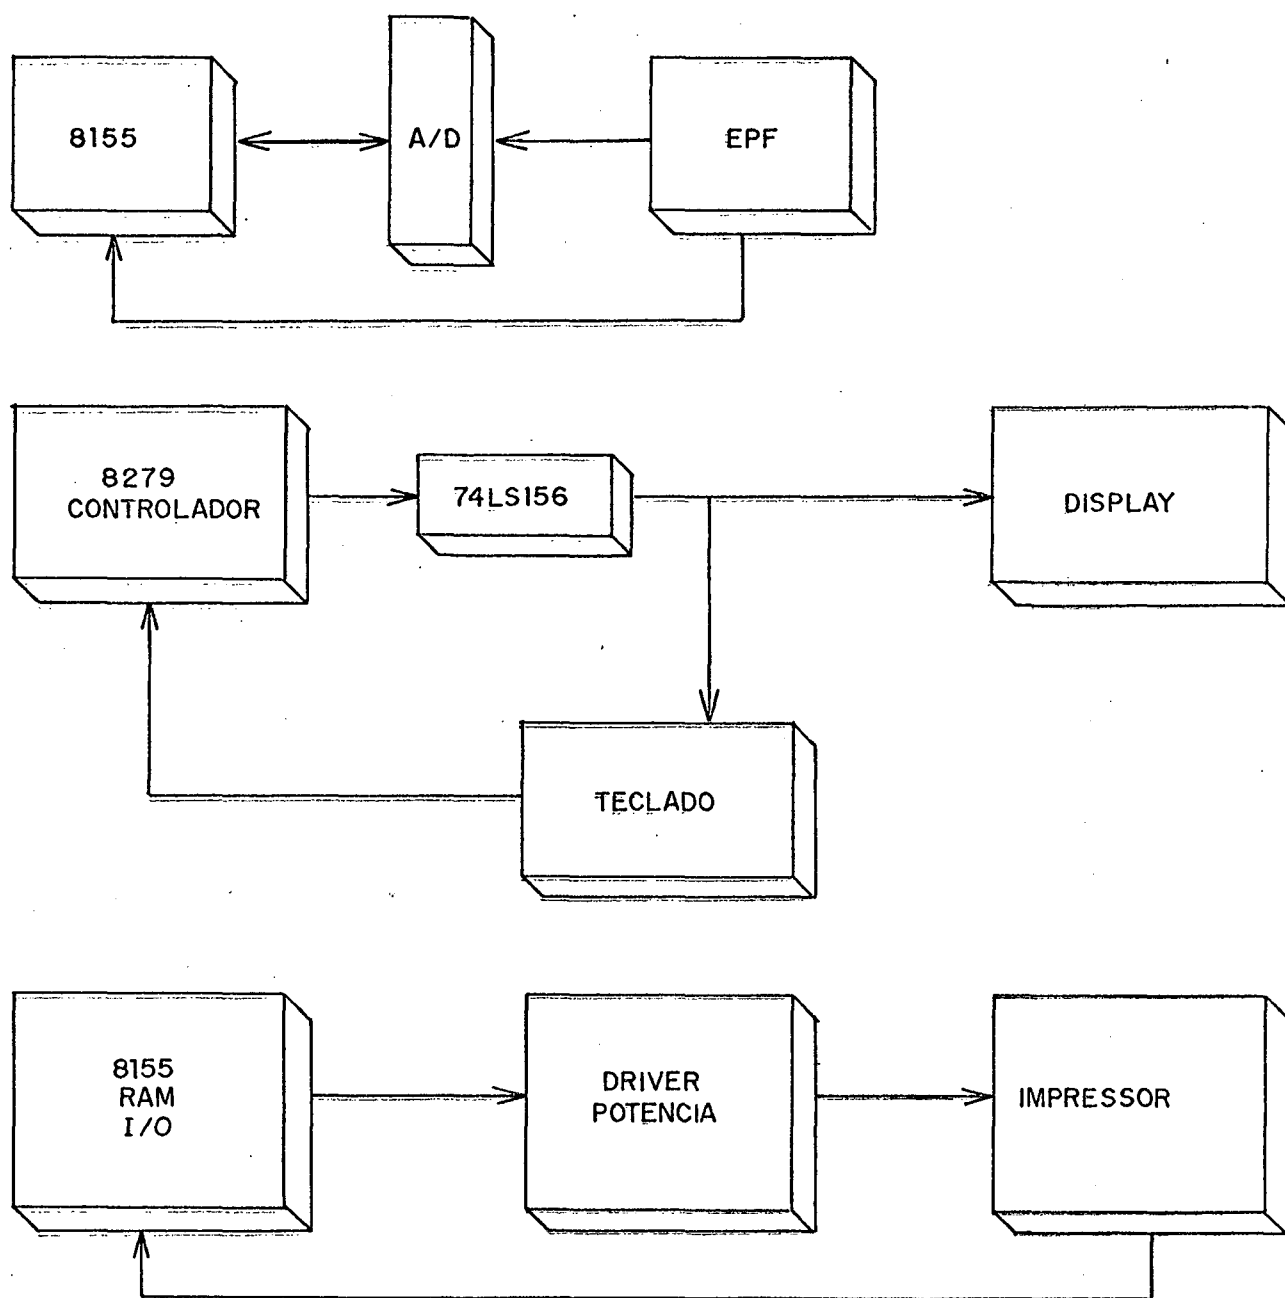 8155
A/D
EPF
8279
CONTROLADOR
74LS156
DISPLAY
TECLADO
8155
RAM
I/O
DRIVER
POTENCIA
IMPRESSOR